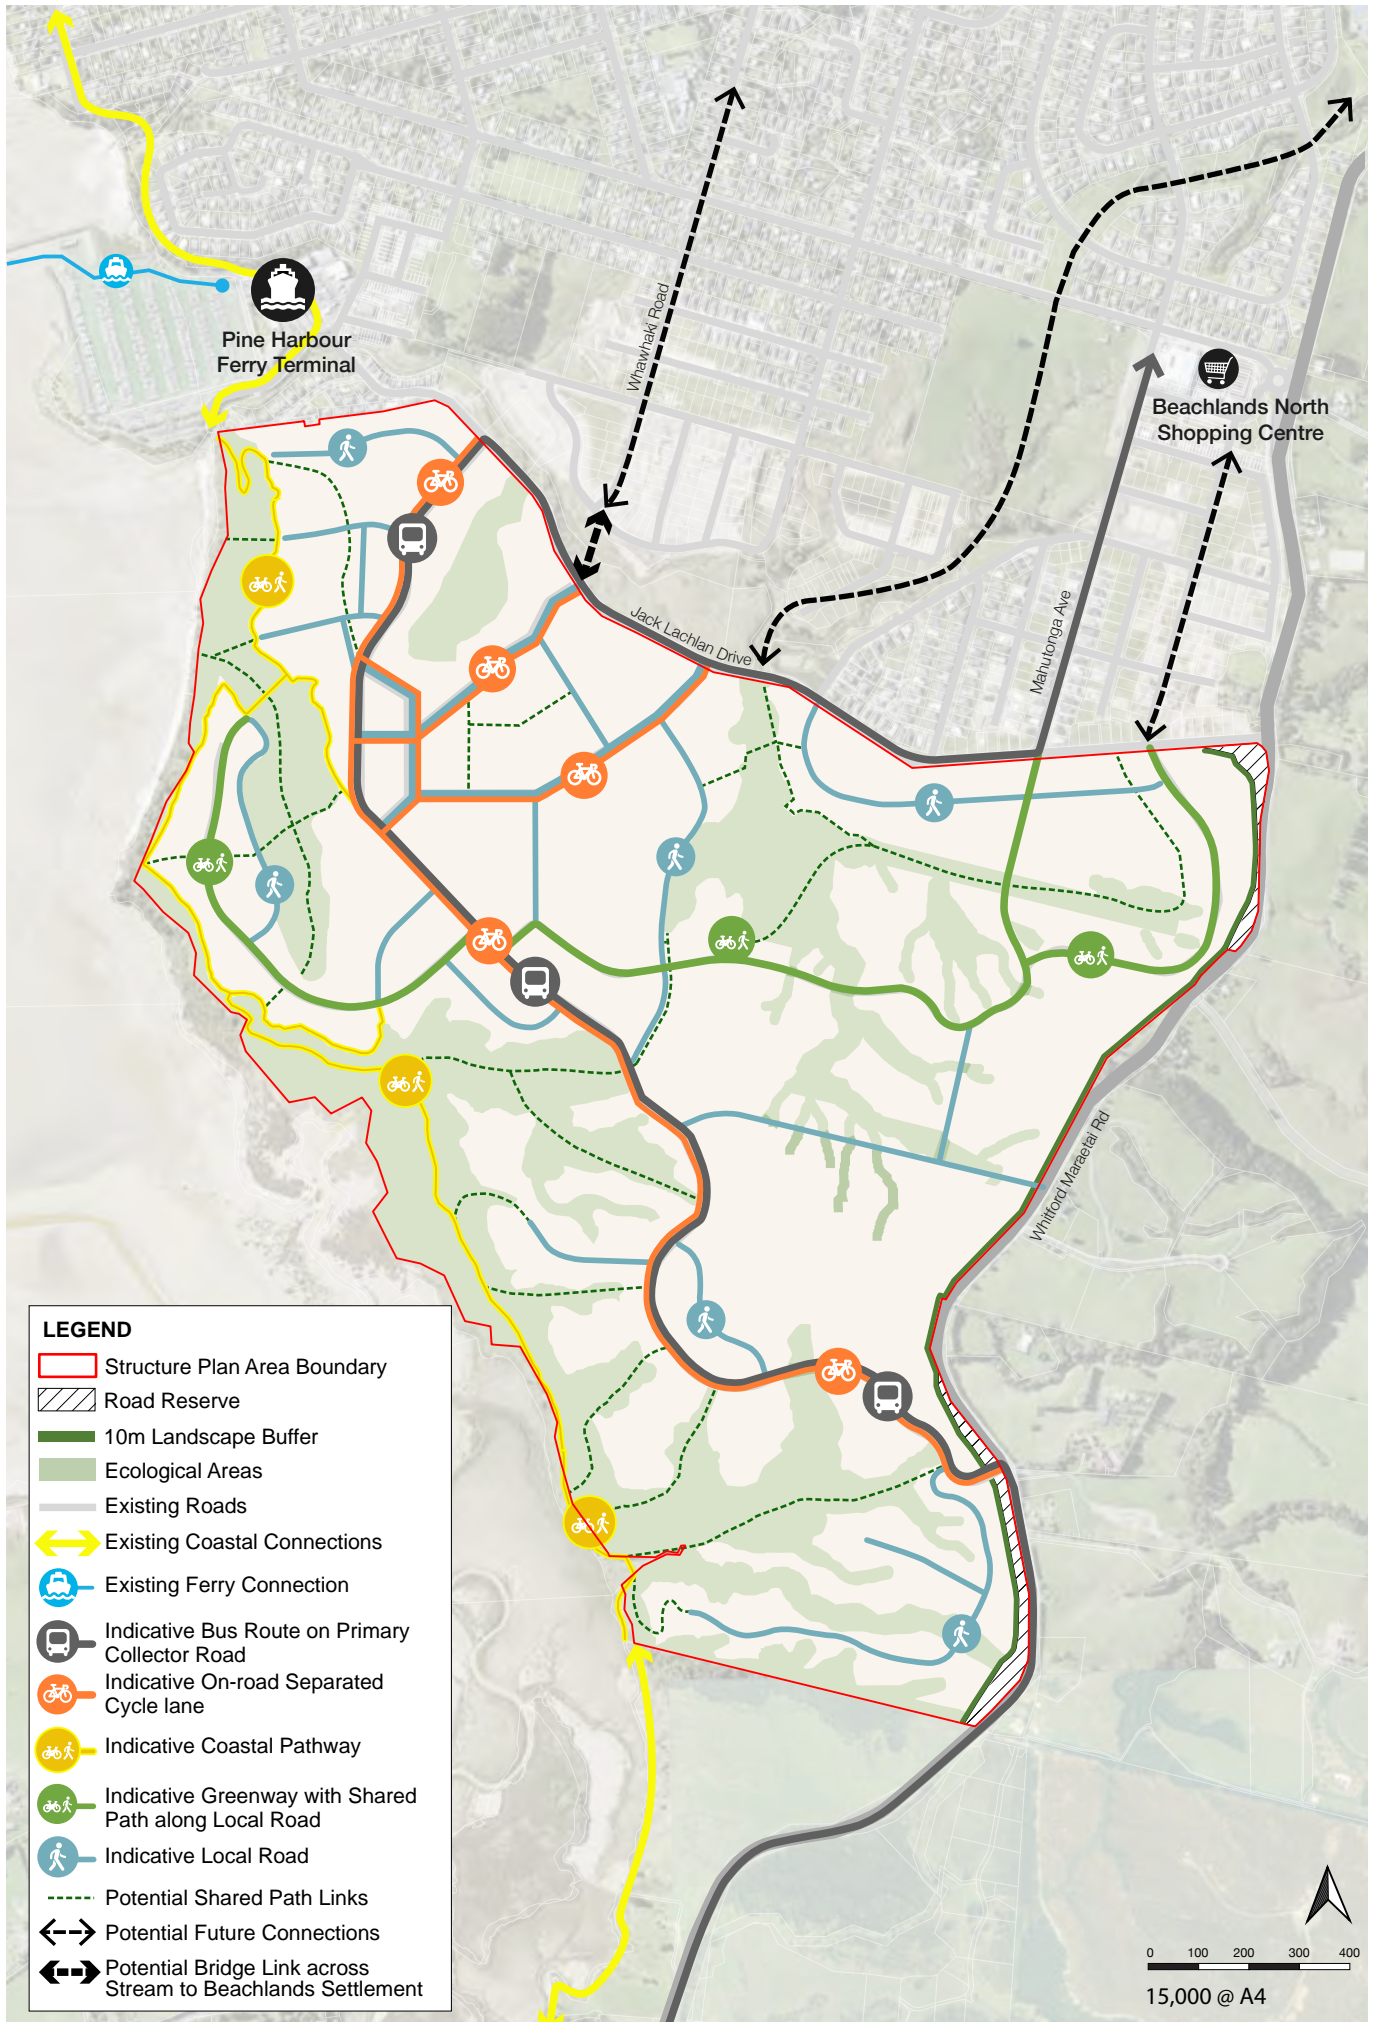 Pine Harbour
Ferry Terminal
Whawhaki Road
Beachlands North
Shopping Centre
Jack Lachlan Drive
Mahutonga Ave
Whitford Maraetai Rd
LEGEND
Structure Plan Area Boundary
Road Reserve
10m Landscape Buffer
Ecological Areas
Existing Roads
Existing Coastal Connections
Existing Ferry Connection
Indicative Bus Route on Primary
Collector Road
Indicative On-road Separated
Cycle lane
Indicative Coastal Pathway
Indicative Greenway with Shared
Path along Local Road
Indicative Local Road
Potential Shared Path Links
Potential Future Connections
Potential Bridge Link across
Stream to Beachlands Settlement
0 100 200 300 400
15,000 @ A4